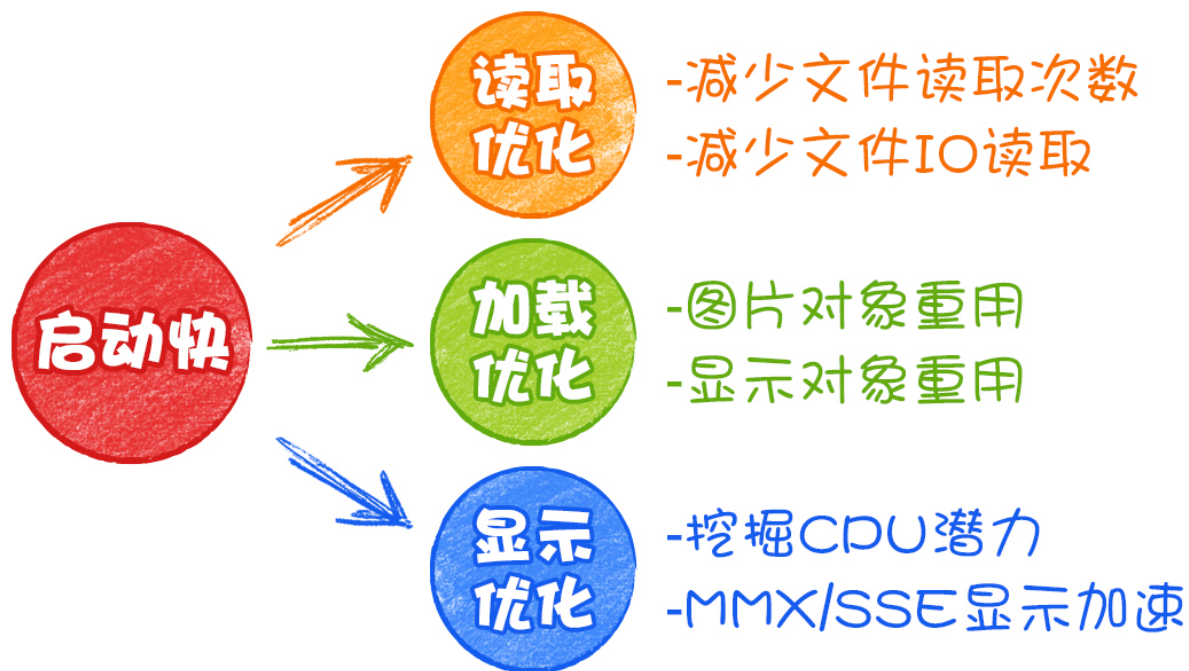 启动快
读取
优化
-减少文件读取次数
-减少文件IO读取
加载
优化
-图片对象重用
-显示对象重用
显示
优化
-挖掘CPU潜力
-MMX/SSE显示加速